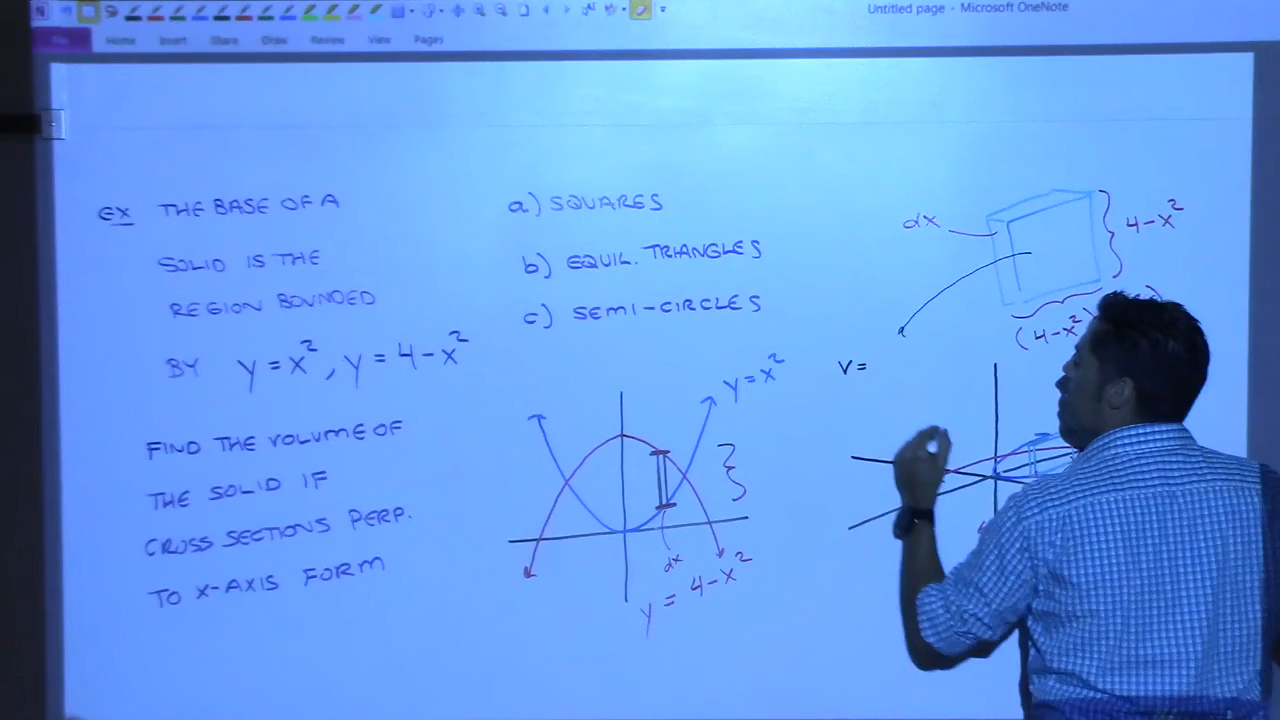 Untitled page - Microsoft OneNote
Home Insert Share Draw Review View Pages
EX THE BASE OF A
SOLID IS THE
REGION BOUNDED
BY y = x², y = 4-x²
FIND THE VOLUME OF
THE SOLID IF
CROSS SECTIONS PERP.
TO X-AXIS FORM
a) SQUARES
b) EQUIL. TRIANGLES
c) SEMI-CIRCLES
y = x²
dx
y = 4-x²
dx
4-x²
(4-x²)
V =